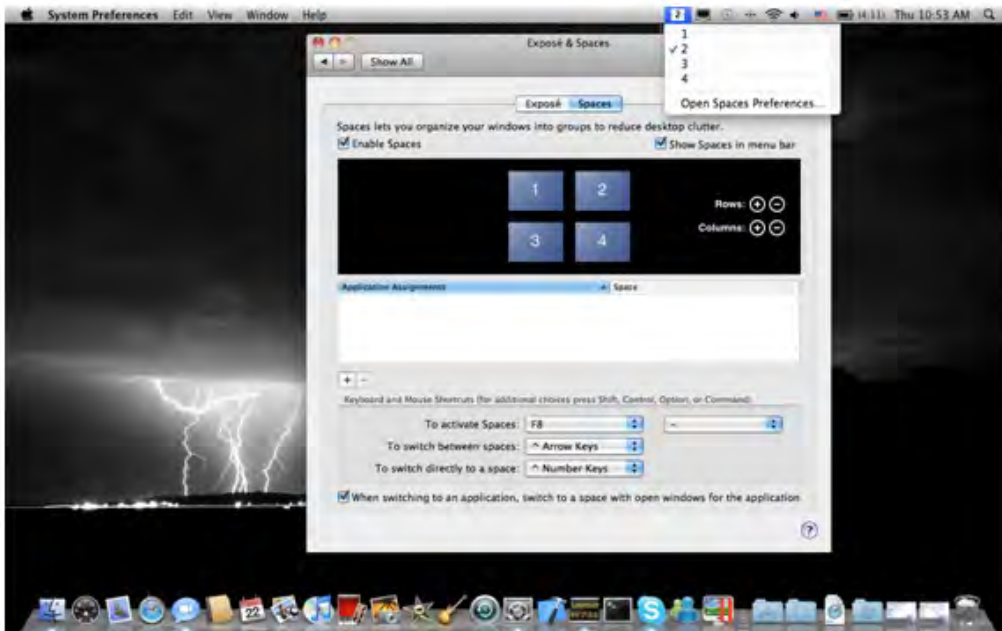 System Preferences Edit View Window Help
2 (4:11) Thu 10:53 AM
1
✓ 2
3
4
Open Spaces Preferences...
Exposé & Spaces
Show All
Exposé Spaces
Spaces lets you organize your windows into groups to reduce desktop clutter.
Enable Spaces
Show Spaces in menu bar
1 2
Rows:
Columns:
3 4
Application Assignments Space
+ -
Keyboard and Mouse Shortcuts (for additional choices press Shift, Control, Option, or Command)
To activate Spaces: F8 -
To switch between spaces: ^ Arrow Keys
To switch directly to a space: ^ Number Keys
When switching to an application, switch to a space with open windows for the application
?
22